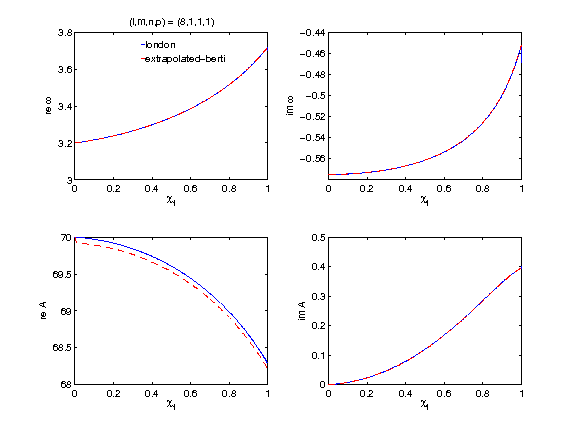 (l,m,n,p) = (8,1,1,1)
london
extrapolated-berti
3.8
3.6
3.4
3.2
3
re ω
0 0.2 0.4 0.6 0.8 1
χf
-0.44
-0.46
-0.48
-0.5
-0.52
-0.54
-0.56
im ω
0 0.2 0.4 0.6 0.8 1
χf
70
69.5
69
68.5
68
re A
0 0.2 0.4 0.6 0.8 1
χf
0.5
0.4
0.3
0.2
0.1
0
im A
0 0.2 0.4 0.6 0.8 1
χf